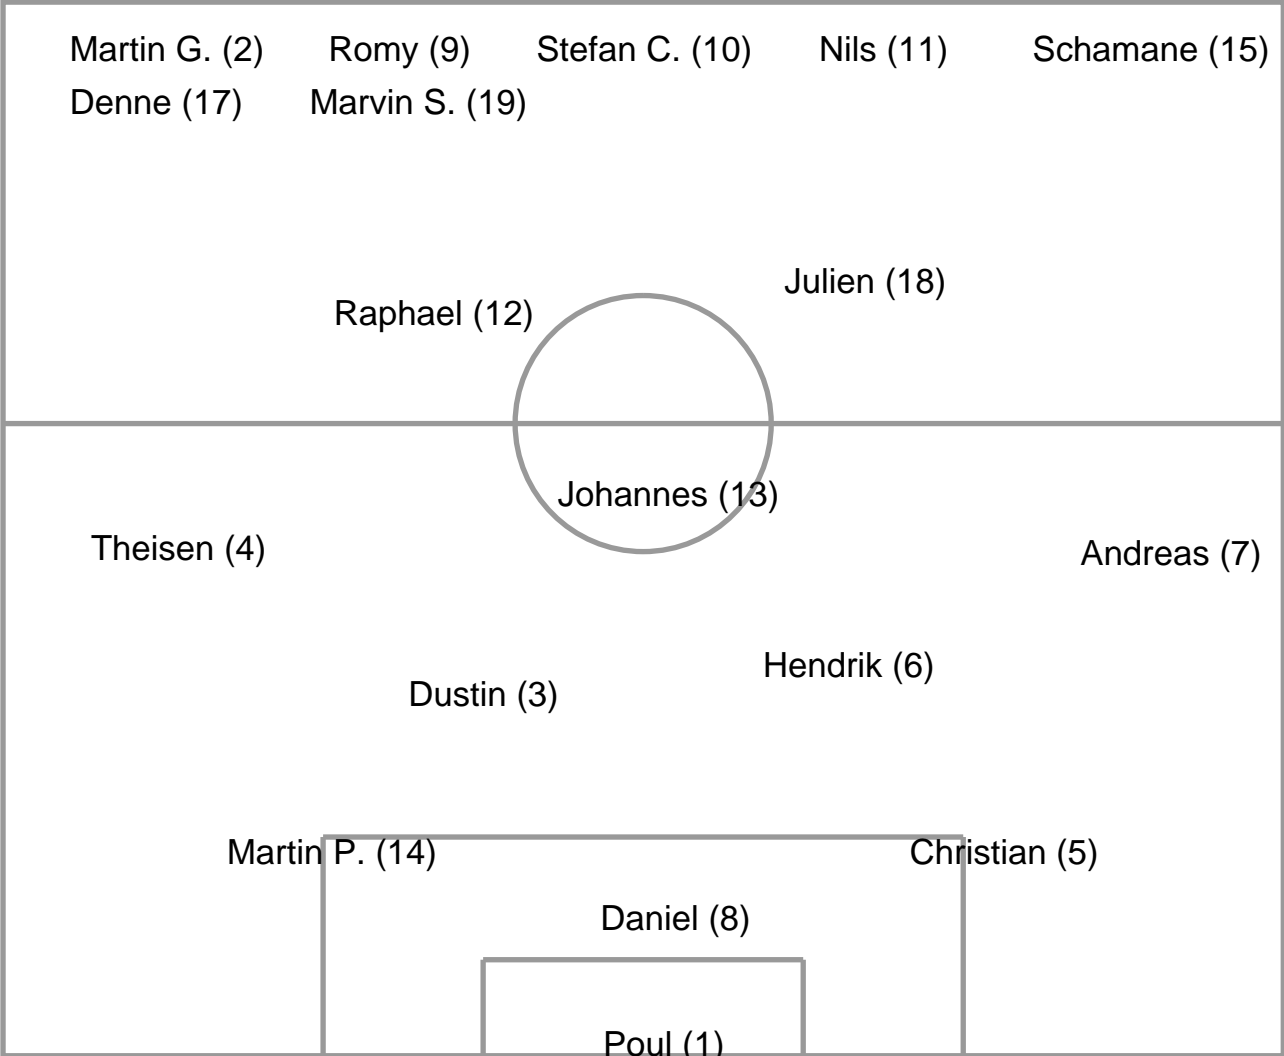 Martin G. (2) Romy (9) Stefan C. (10) Nils (11) Schamane (15)
Denne (17) Marvin S. (19)
Julien (18)
Raphael (12)
Johannes (13)
Theisen (4)
Andreas (7)
Hendrik (6)
Dustin (3)
Martin P. (14)
Christian (5)
Daniel (8)
Poul (1)